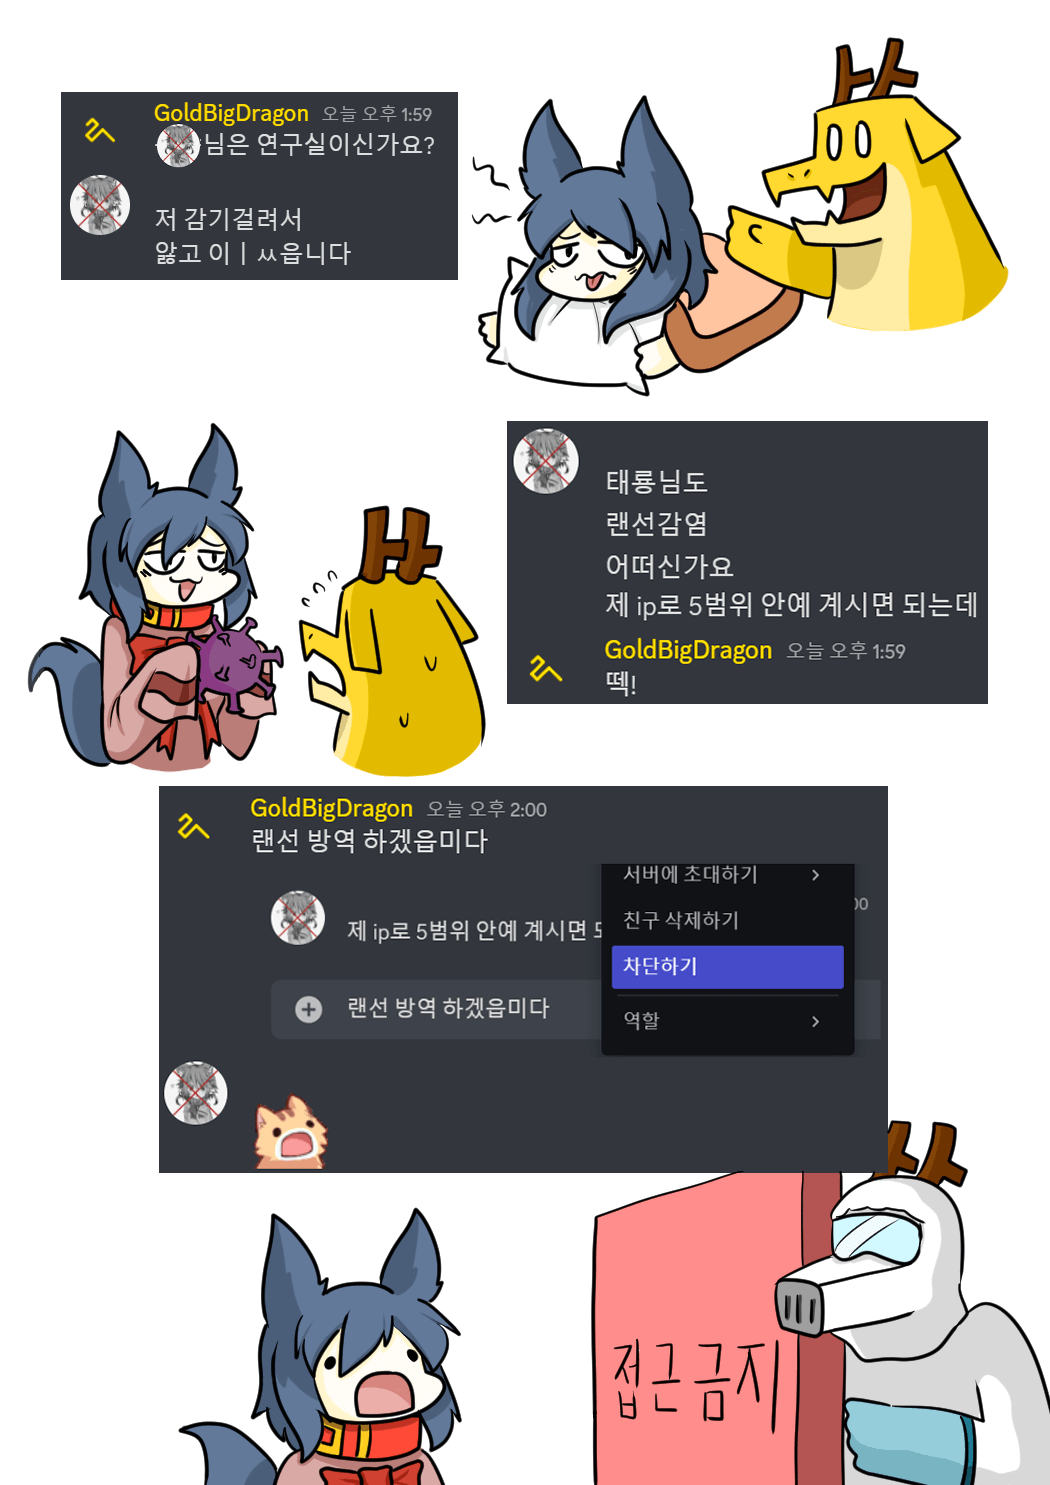 GoldBigDragon 오늘 오후 1:59
님은 연구실이신가요?
저 감기걸려서
앓고 이ㅣㅆ읍니다
태룡님도
랜선감염
어떠신가요
제 ip로 5범위 안예 계시면 되는데
GoldBigDragon 오늘 오후 1:59
떽!
GoldBigDragon 오늘 오후 2:00
랜선 방역 하겠읍미다
서버에 초대하기
친구 삭제하기
제 ip로 5범위 안예 계시면
차단하기
랜선 방역 하겠읍미다
역할
접근금지